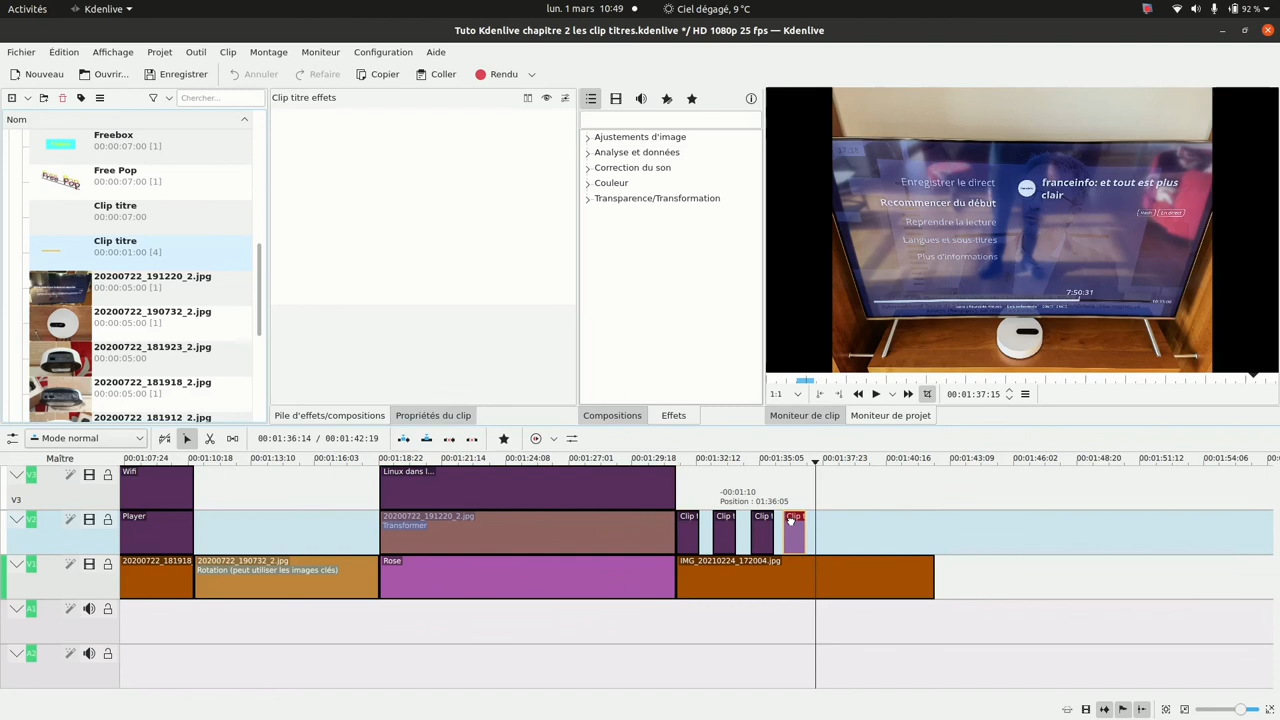 Activités
Kdenlive
lun. 1 mars 10:49
Ciel dégagé, 9 °C
92 %
Tuto Kdenlive chapitre 2 les clip titres.kdenlive */ HD 1080p 25 fps — Kdenlive
Fichier Édition Affichage Projet Outil Clip Montage Moniteur Configuration Aide
Nouveau Ouvrir... Enregistrer Annuler Refaire Copier Coller Rendu
Chercher...
Clip titre effets
Nom
Freebox
00:00:07:00 [1]
Free Pop
00:00:07:00 [1]
Clip titre
00:00:07:00
Clip titre
00:00:01:00 [4]
20200722_191220_2.jpg
00:00:05:00 [1]
20200722_190732_2.jpg
00:00:05:00 [1]
20200722_181923_2.jpg
00:00:05:00
20200722_181918_2.jpg
00:00:05:00 [1]
20200722_181912_2.jpg
Ajustements d'image
Analyse et données
Correction du son
Couleur
Transparence/Transformation
17:15
Enregistrer le direct
Recommencer du début
Reprendre la lecture
Langues et sous-titres
Plus d'informations
franceinfo: et tout est plus
clair
En direct
7:50:31
1:1
00:01:37:15
Pile d'effets/compositions Propriétés du clip Compositions Effets Moniteur de clip Moniteur de projet
Mode normal
00:01:36:14 / 00:01:42:19
Maître
00:01:07:24 00:01:10:18 00:01:13:12 00:01:16:03 00:01:18:22 00:01:21:14 00:01:24:08 00:01:27:01 00:01:29:18 00:01:32:12 00:01:35:05 00:01:37:23 00:01:40:16 00:01:43:09 00:01:46:02 00:01:48:19 00:01:51:12 00:01:54:06
V3
V3
Wifi
Linux dans l...
-00:01:10
Position : 01:36:05
V2
Player
20200722_191220_2.jpg
Transformer
Clip t
Clip t
Clip t
Clip t
V1
20200722_181918
20200722_190732_2.jpg
Rotation (peut utiliser les images clés)
Rose
IMG_20210224_172004.jpg
A1
A2